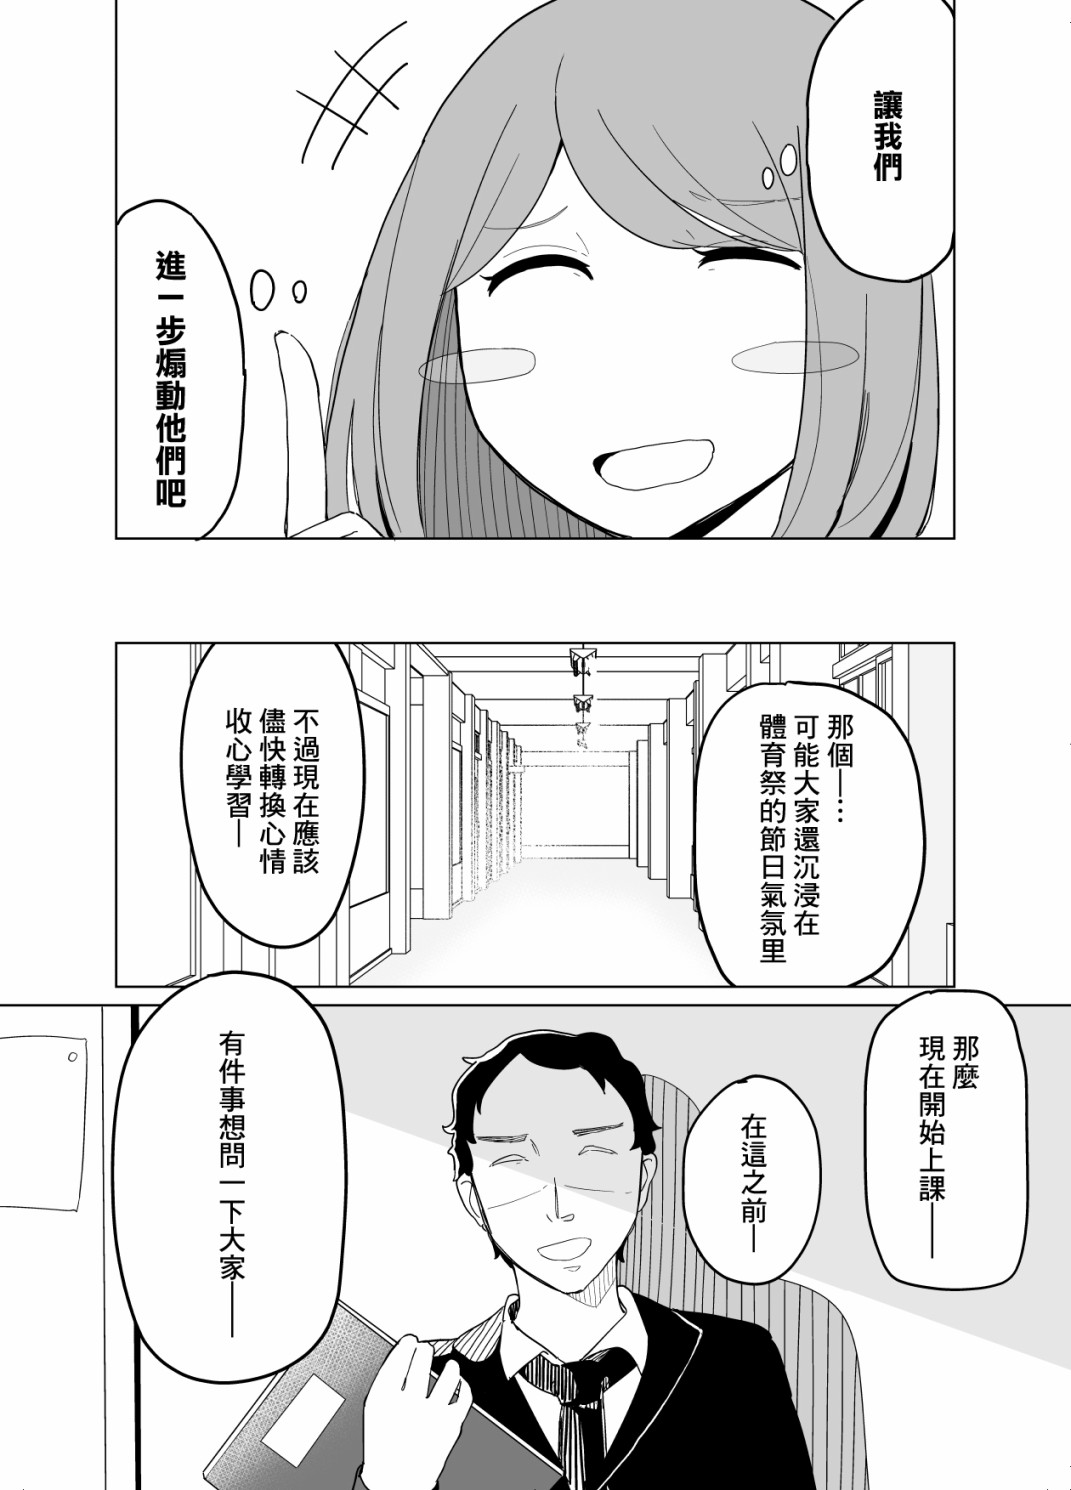 讓我們
進一步煽動他們吧
那個—…
可能大家還沉浸在
體育祭的節日氣氛里
不過現在應該
儘快轉換心情
收心學習—
那麼
現在開始上課—
在這之前—
有件事想問一下大家—